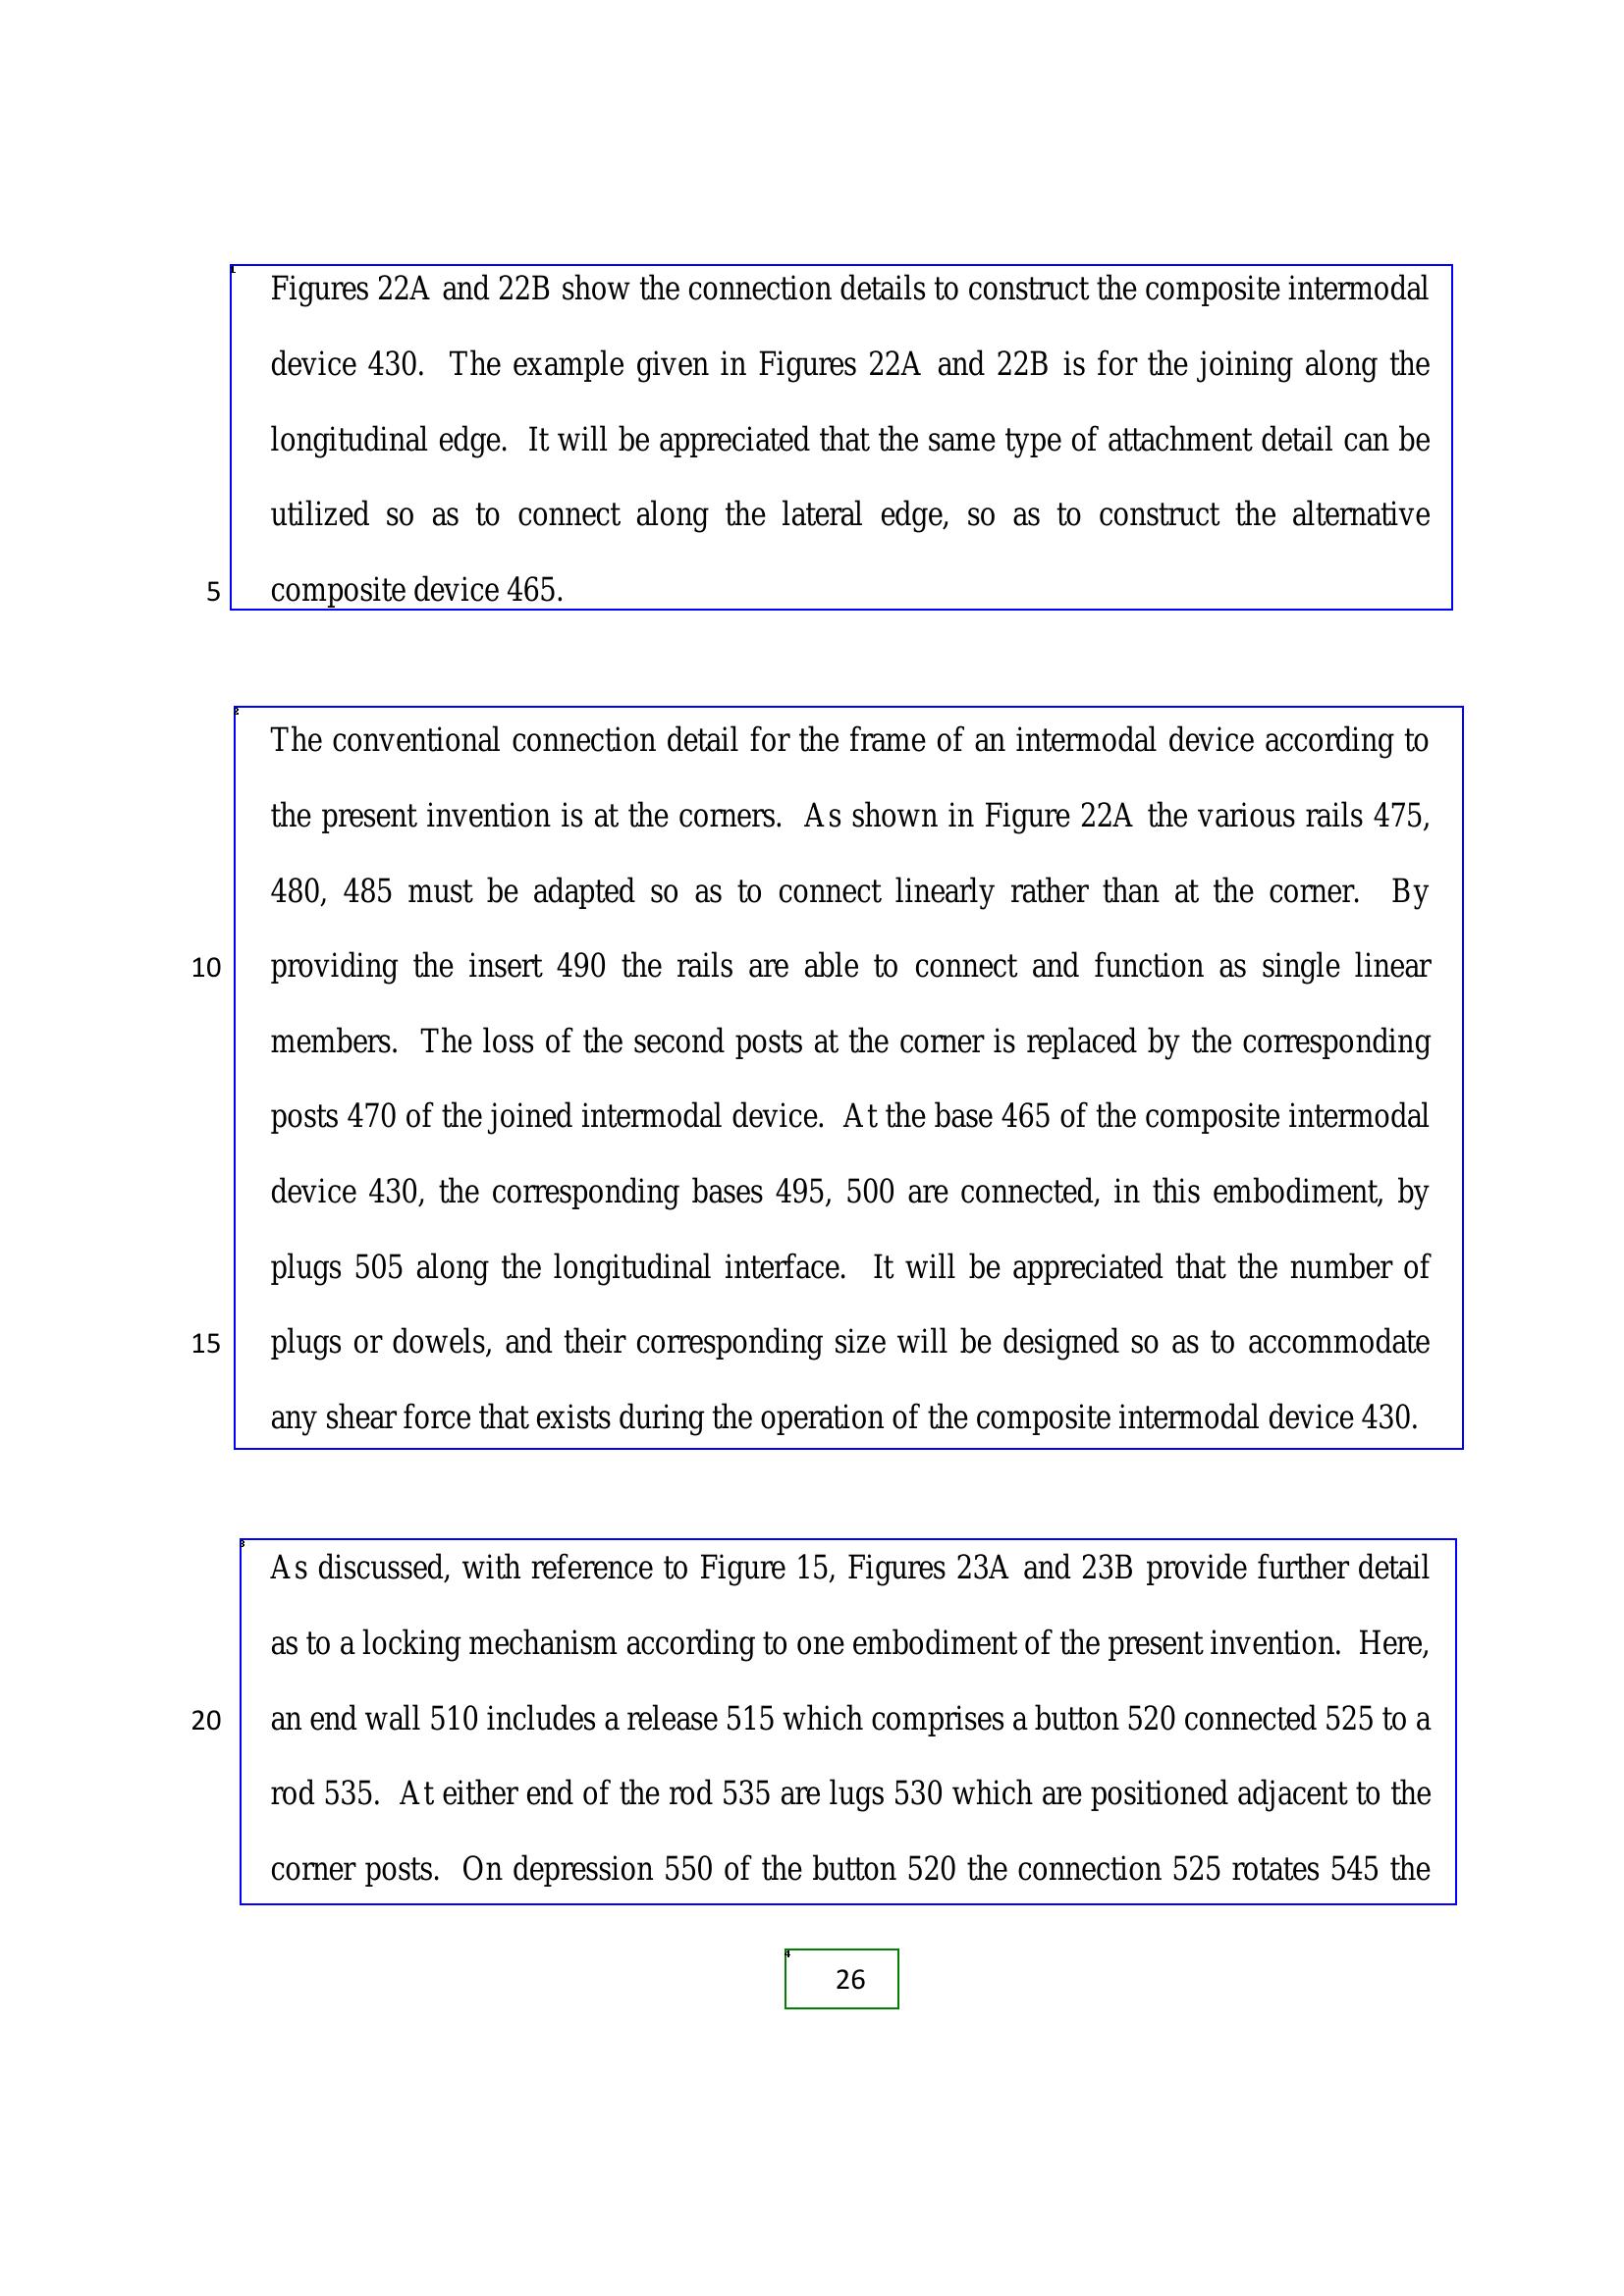 Figures 22A and 22B show the connection details to construct the composite intermodal
device 430. The example given in Figures 22A and 22B is for the joining along the
longitudinal edge. It will be appreciated that the same type of attachment detail can be
utilized so as to connect along the lateral edge, so as to construct the alternative
5 composite device 465.
The conventional connection detail for the frame of an intermodal device according to
the present invention is at the corners. As shown in Figure 22A the various rails 475,
480, 485 must be adapted so as to connect linearly rather than at the corner. By
10 providing the insert 490 the rails are able to connect and function as single linear
members. The loss of the second posts at the corner is replaced by the corresponding
posts 470 of the joined intermodal device. At the base 465 of the composite intermodal
device 430, the corresponding bases 495, 500 are connected, in this embodiment, by
plugs 505 along the longitudinal interface. It will be appreciated that the number of
15 plugs or dowels, and their corresponding size will be designed so as to accommodate
any shear force that exists during the operation of the composite intermodal device 430.
As discussed, with reference to Figure 15, Figures 23A and 23B provide further detail
as to a locking mechanism according to one embodiment of the present invention. Here,
20 an end wall 510 includes a release 515 which comprises a button 520 connected 525 to a
rod 535. At either end of the rod 535 are lugs 530 which are positioned adjacent to the
corner posts. On depression 550 of the button 520 the connection 525 rotates 545 the
26